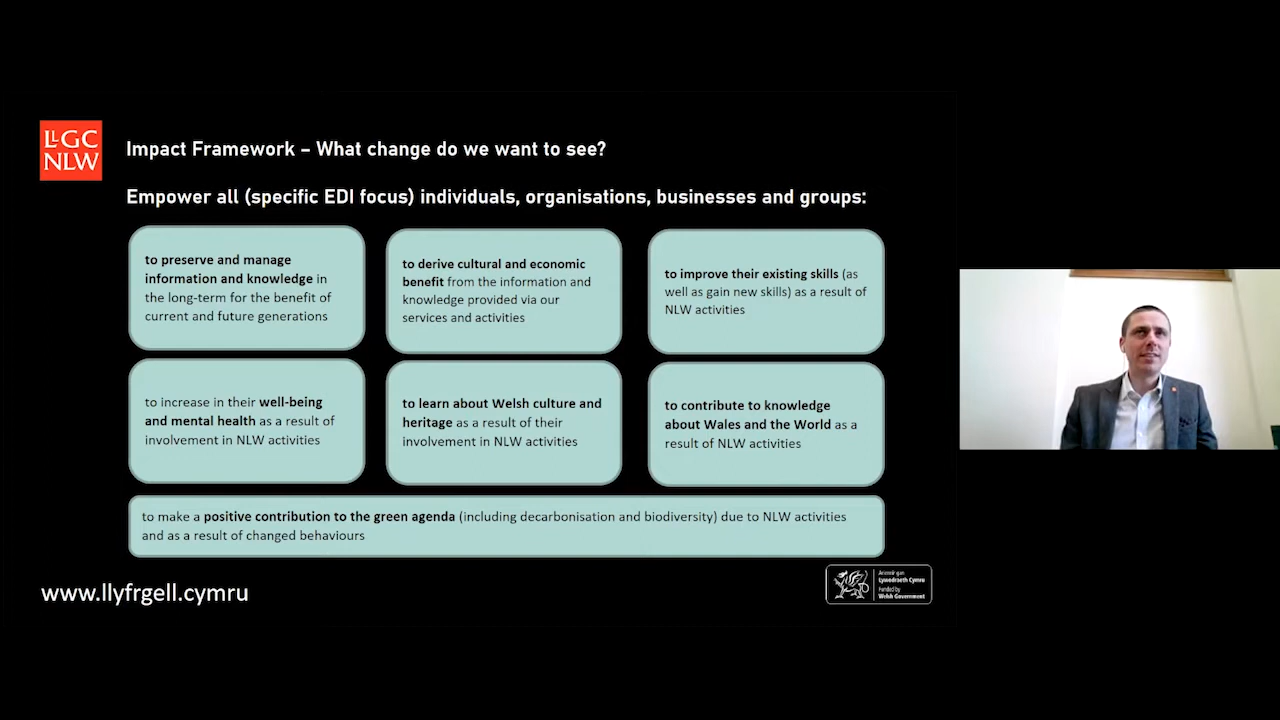 LLGC
NLW
Impact Framework – What change do we want to see?
Empower all (specific EDI focus) individuals, organisations, businesses and groups:
to preserve and manage
information and knowledge in
the long-term for the benefit of
current and future generations
to derive cultural and economic
benefit from the information and
knowledge provided via our
services and activities
to improve their existing skills (as
well as gain new skills) as a result of
NLW activities
to increase in their well-being
and mental health as a result of
involvement in NLW activities
to learn about Welsh culture and
heritage as a result of their
involvement in NLW activities
to contribute to knowledge
about Wales and the World as a
result of NLW activities
to make a positive contribution to the green agenda (including decarbonisation and biodiversity) due to NLW activities
and as a result of changed behaviours
www.llyfrgell.cymru
Ariennir gan
Lywodraeth Cymru
Funded by
Welsh Government